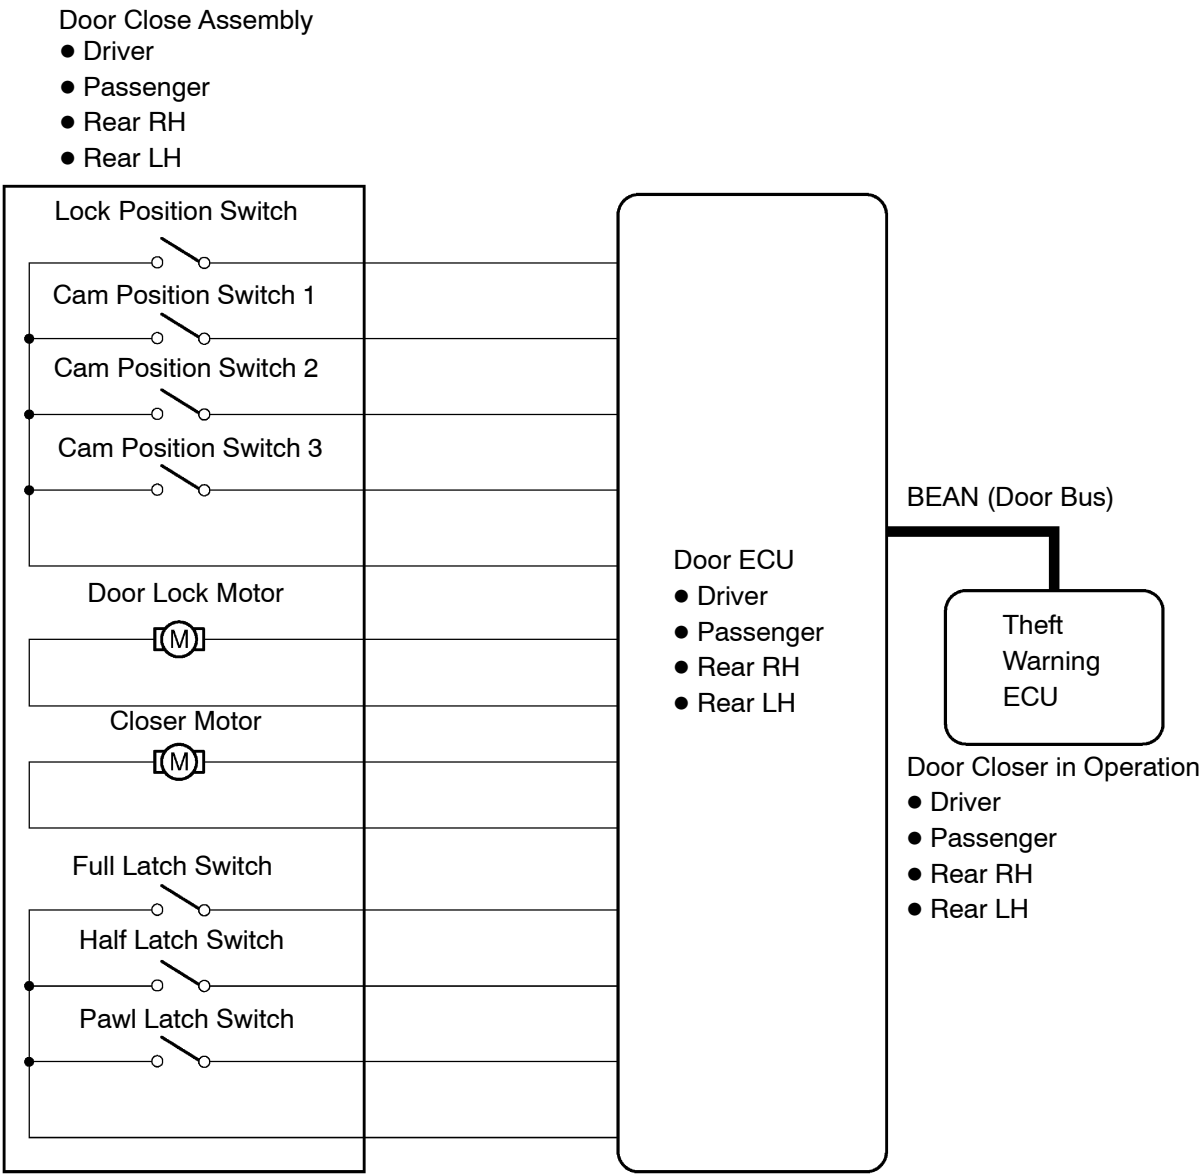 Door Close Assembly
● Driver
● Passenger
● Rear RH
● Rear LH
Lock Position Switch
Cam Position Switch 1
Cam Position Switch 2
Cam Position Switch 3
Door Lock Motor
M
Closer Motor
M
Full Latch Switch
Half Latch Switch
Pawl Latch Switch
Door ECU
● Driver
● Passenger
● Rear RH
● Rear LH
BEAN (Door Bus)
Theft
Warning
ECU
Door Closer in Operation
● Driver
● Passenger
● Rear RH
● Rear LH